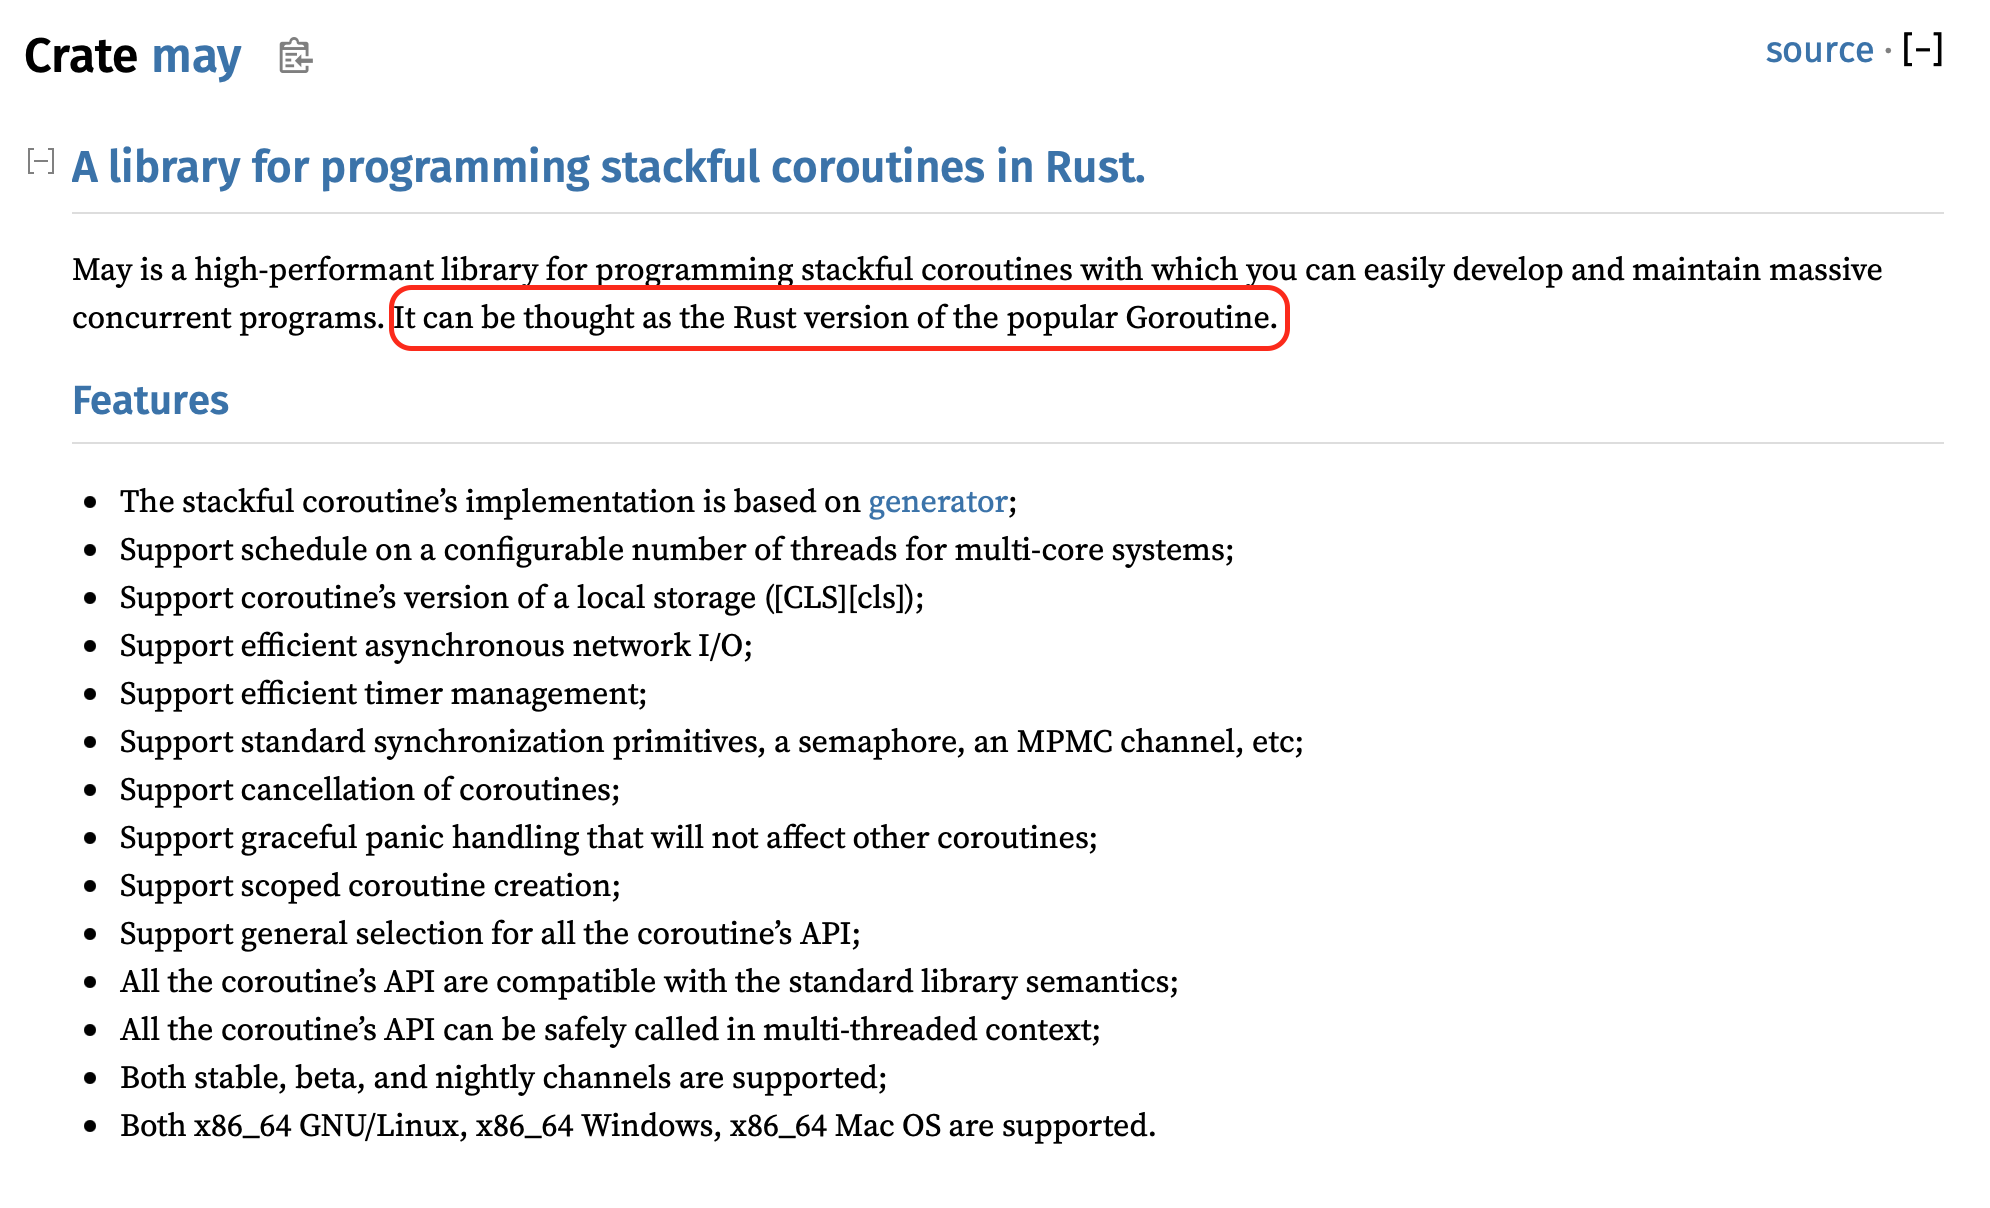 Crate may
source · [−]
[−] A library for programming stackful coroutines in Rust.
May is a high-performant library for programming stackful coroutines with which you can easily develop and maintain massive
concurrent programs. It can be thought as the Rust version of the popular Goroutine.
Features
• The stackful coroutine’s implementation is based on generator;
• Support schedule on a configurable number of threads for multi-core systems;
• Support coroutine’s version of a local storage ([CLS][cls]);
• Support efficient asynchronous network I/O;
• Support efficient timer management;
• Support standard synchronization primitives, a semaphore, an MPMC channel, etc;
• Support cancellation of coroutines;
• Support graceful panic handling that will not affect other coroutines;
• Support scoped coroutine creation;
• Support general selection for all the coroutine’s API;
• All the coroutine’s API are compatible with the standard library semantics;
• All the coroutine’s API can be safely called in multi-threaded context;
• Both stable, beta, and nightly channels are supported;
• Both x86_64 GNU/Linux, x86_64 Windows, x86_64 Mac OS are supported.